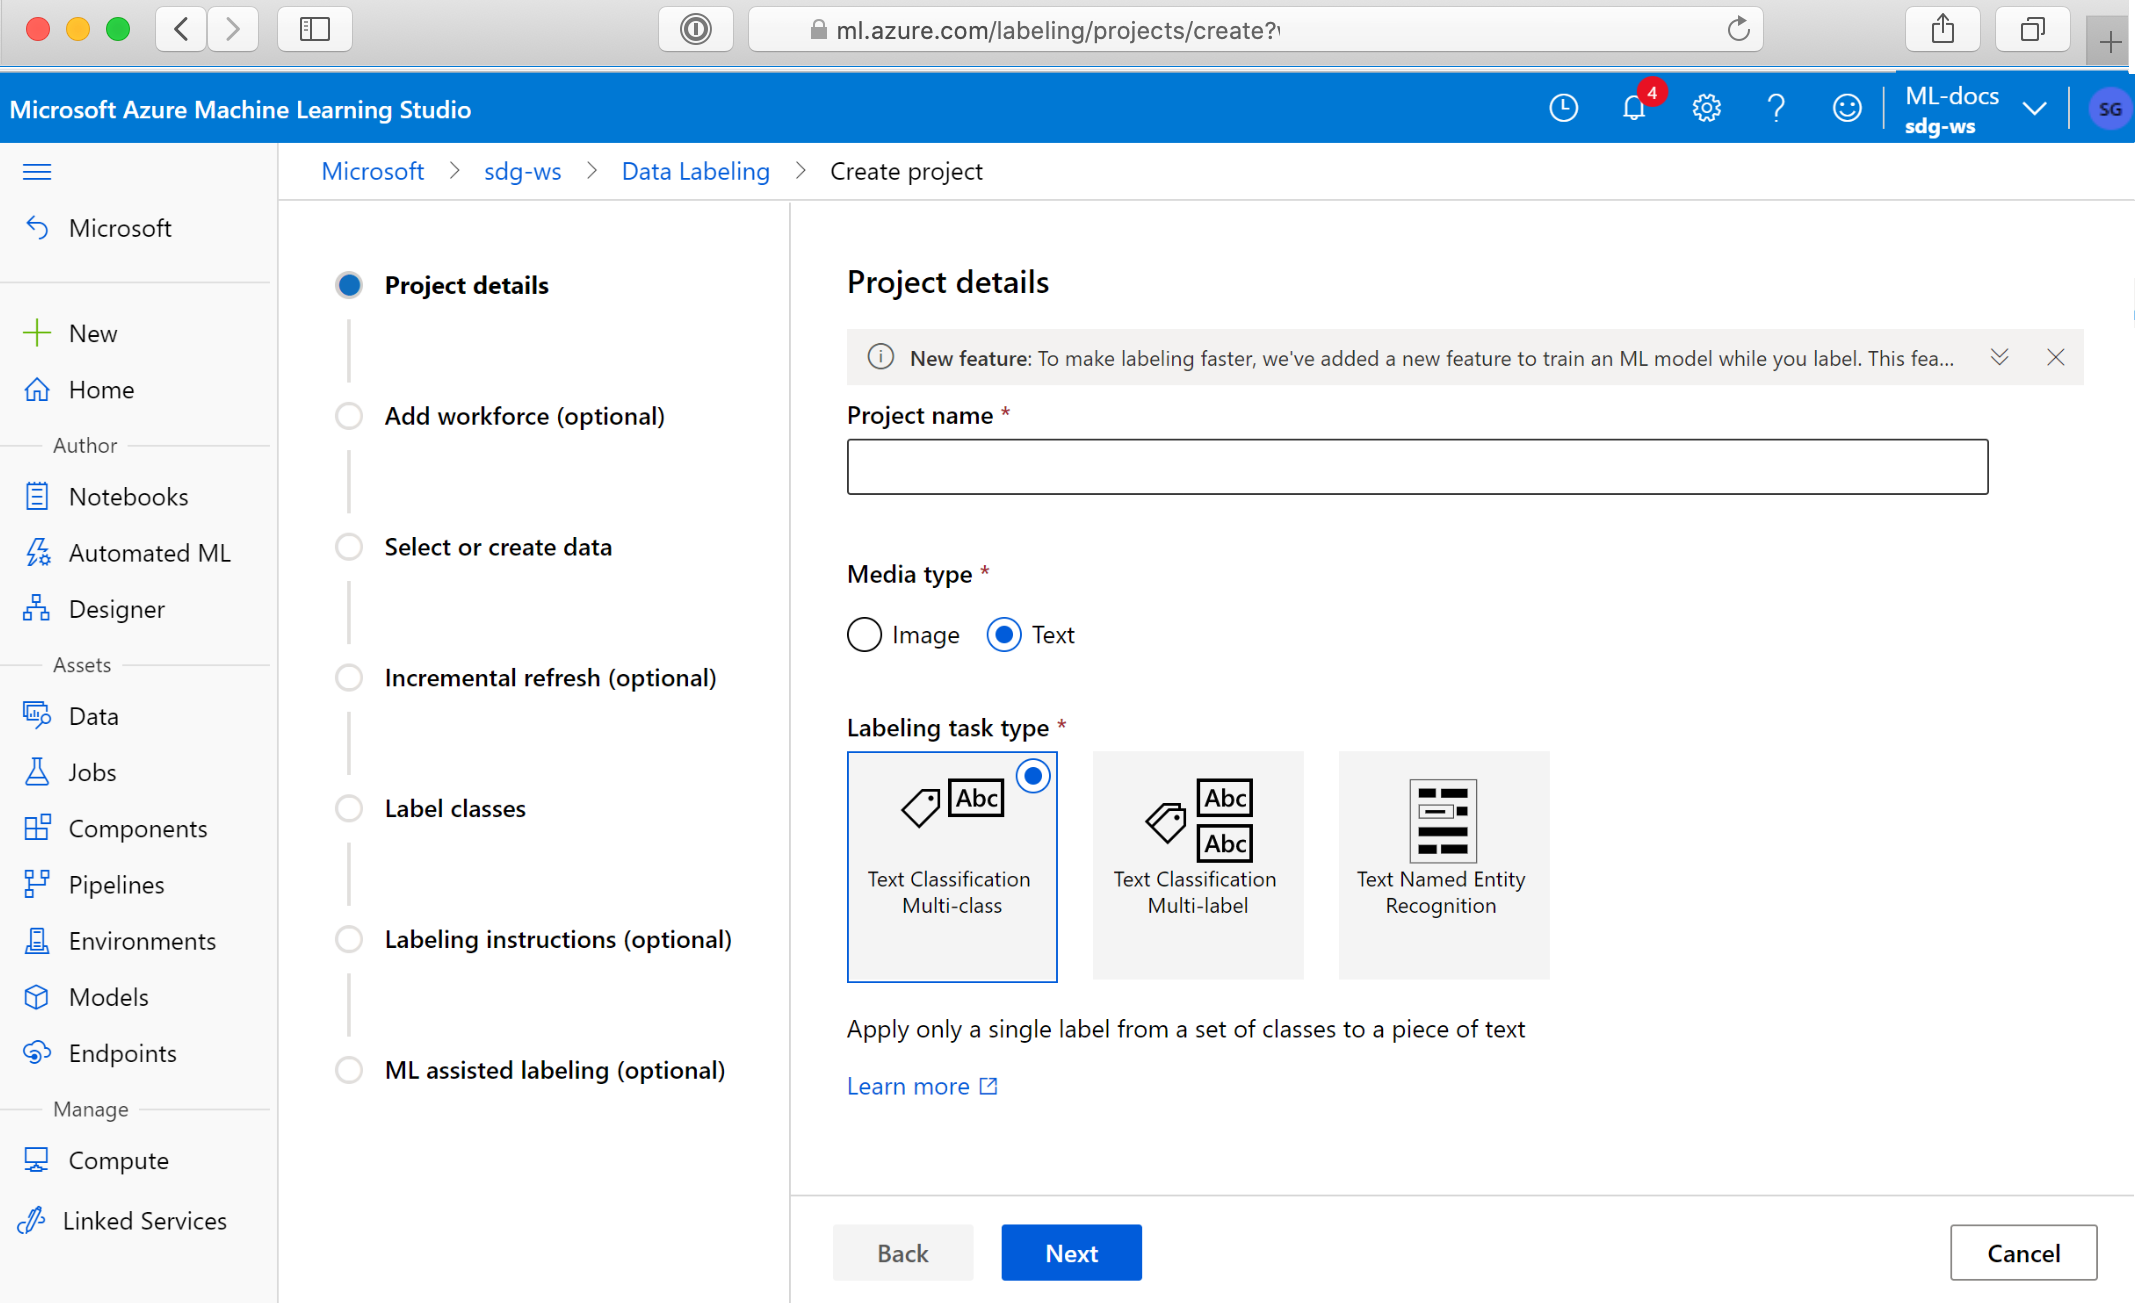 ml.azure.com/labeling/projects/create?
Microsoft Azure Machine Learning Studio
4
ML-docs
sdg-ws
SG
Microsoft > sdg-ws > Data Labeling > Create project
Microsoft
New
Home
Author
Notebooks
Automated ML
Designer
Assets
Data
Jobs
Components
Pipelines
Environments
Models
Endpoints
Manage
Compute
Linked Services
Project details
Add workforce (optional)
Select or create data
Incremental refresh (optional)
Label classes
Labeling instructions (optional)
ML assisted labeling (optional)
Project details
New feature: To make labeling faster, we've added a new feature to train an ML model while you label. This fea...
Project name *
Media type *
Image Text
Labeling task type *
Abc
Text Classification
Multi-class
Abc
Abc
Text Classification
Multi-label
Text Named Entity
Recognition
Apply only a single label from a set of classes to a piece of text
Learn more
Back Next Cancel